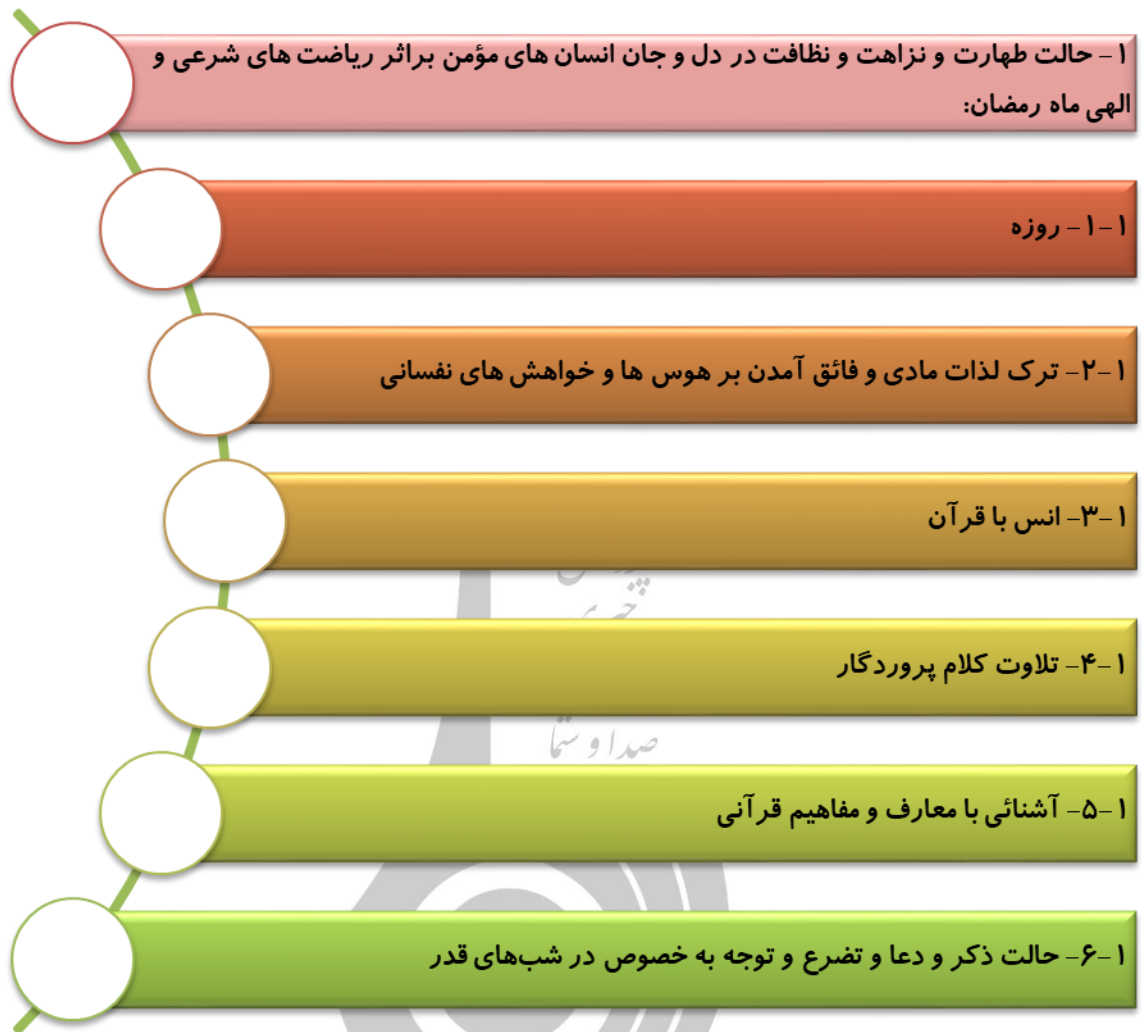 ۱- حالت طهارت و نزاهت و نظافت در دل و جان انسان های مؤمن براثر ریاضت های شرعی و
الهی ماه رمضان:
۱-۱- روزه
۱-۲- ترک لذات مادی و فائق آمدن بر هوس ها و خواهش های نفسانی
۱-۳- انس با قرآن
خبری
۱-۴- تلاوت کلام پروردگار
صدا و سیما
۱-۵- آشنائی با معارف و مفاهیم قرآنی
۱-۶- حالت ذکر و دعا و تضرع و توجه به خصوص در شب‌های قدر